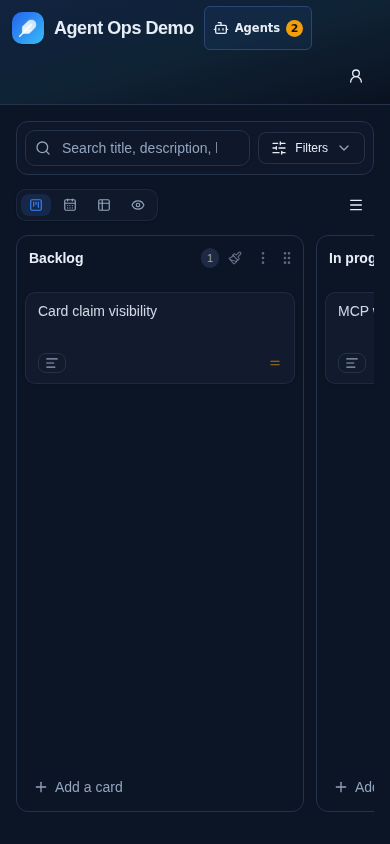 Agent Ops Demo
Agents 2
Search title, description, l
Filters
Backlog 1
In prog
Card claim visibility
MCP
Add a card
Add